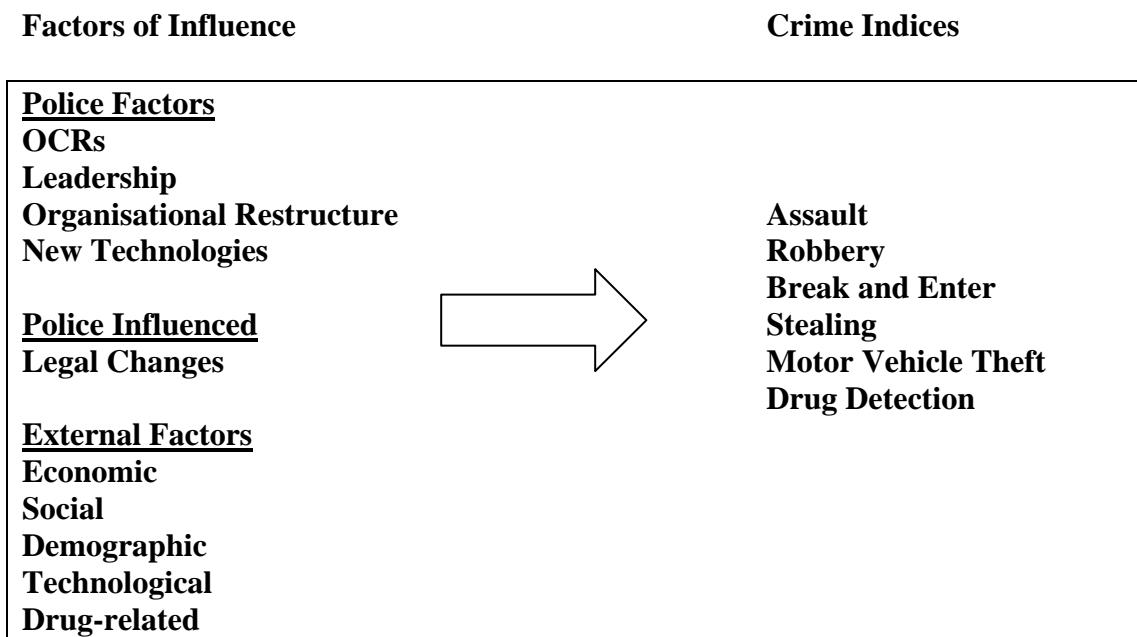 Factors of Influence
Crime Indices
Police Factors
OCRs
Leadership
Organisational Restructure
New Technologies
Police Influenced
Legal Changes
External Factors
Economic
Social
Demographic
Technological
Drug-related
Assault
Robbery
Break and Enter
Stealing
Motor Vehicle Theft
Drug Detection